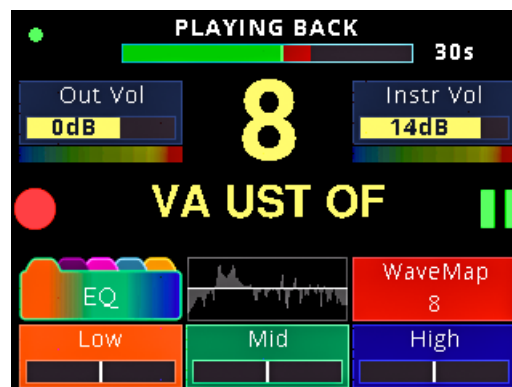 PLAYING BACK
30s
Out Vol
0dB
8
Instr Vol
14dB
VA UST OF
EQ
WaveMap
8
Low
Mid
High